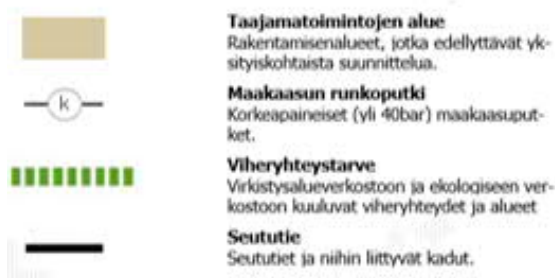 Taajamatoimintojen alue
Rakentamisenalueet, jotka edellyttävät yk-
sityiskohtaista suunnittelua.
k
Maakaasun runkoputki
Korkeapaineiset (yli 40bar) maakaasuput-
ket.
Viheryhteystarve
Virkistysalueverkostoon ja ekologiseen ver-
kostoon kuuluvat viheryhteydet ja alueet
Seututie
Seututiet ja niihin liittyvät kadut.